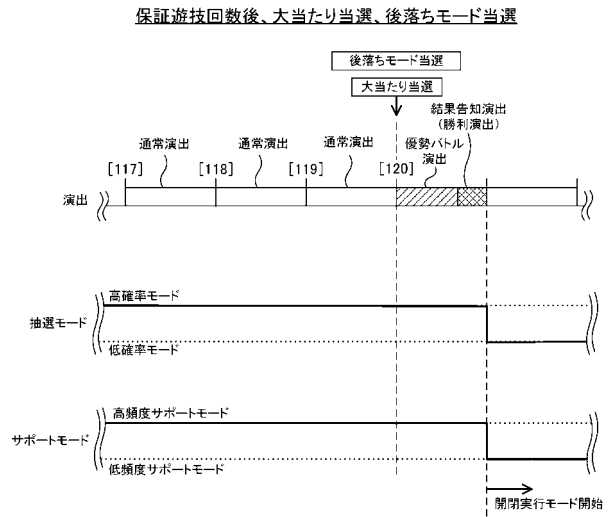 保証遊技回数後、大当たり当選、後落ちモード当選
後落ちモード当選
大当たり当選
結果告知演出
(勝利演出)
通常演出
通常演出
通常演出
優勢バトル
演出
[117]
[118]
[119]
[120]
演出
高確率モード
抽選モード
低確率モード
高頻度サポートモード
サポートモード
低頻度サポートモード
開閉実行モード開始